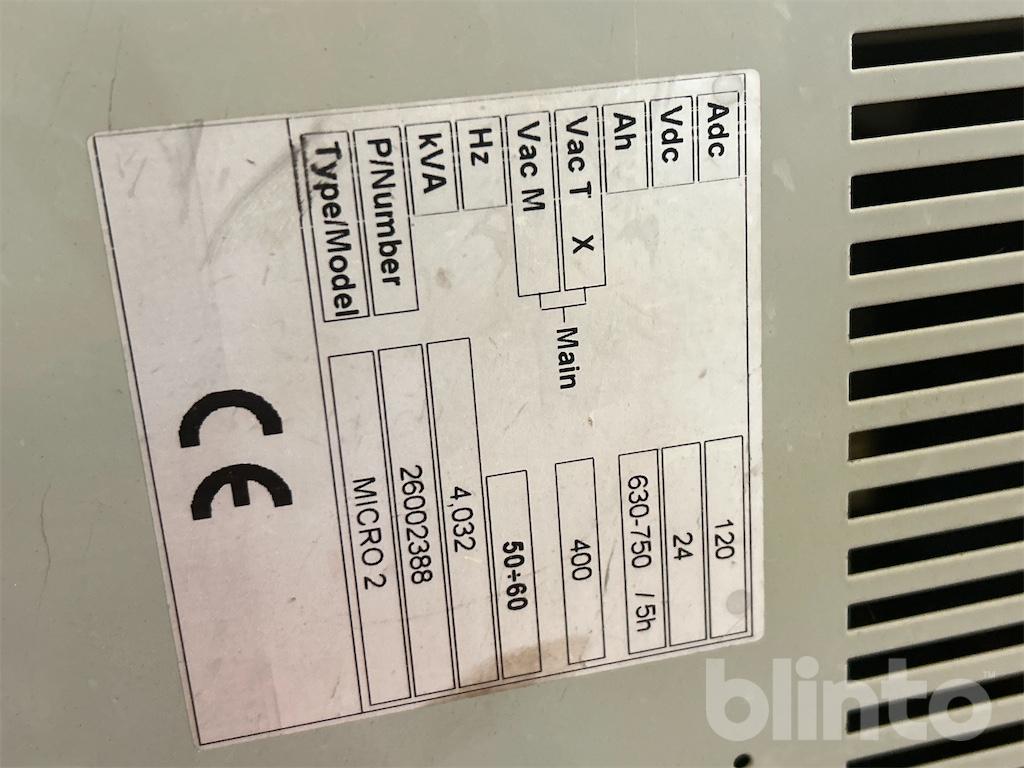 Adc 120
Vdc 24
Ah 630-750 / 5h
Vac T X 400
Main
Vac M
Hz 50÷60
kVA 4,032
P/Number 26002388
Type/Model MICRO 2
CE
blinto™